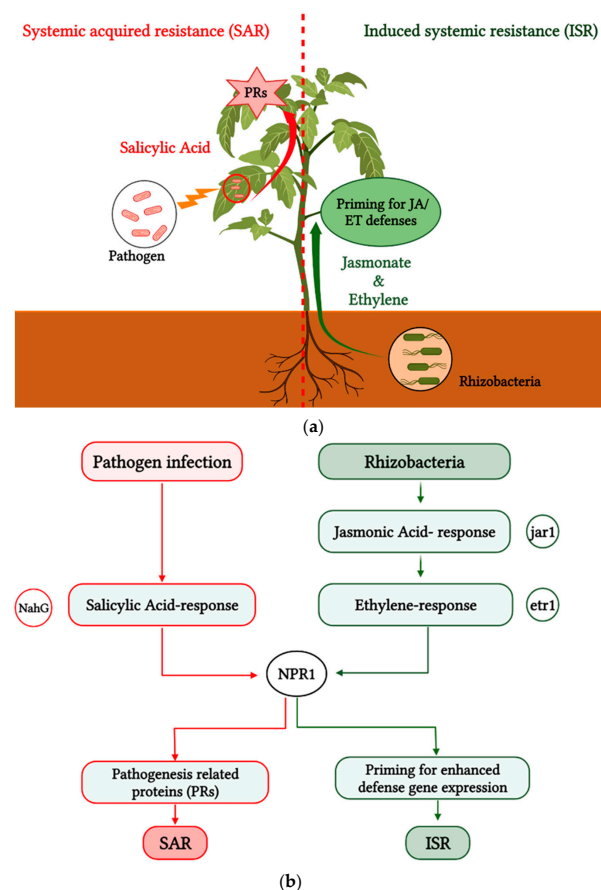 Systemic acquired resistance (SAR)
Induced systemic resistance (ISR)
PRs
Salicylic Acid
Pathogen
Priming for JA/
ET defenses
Jasmonate
&
Ethylene
Rhizobacteria
(a)
Pathogen infection
Rhizobacteria
Jasmonic Acid- response
jar1
NahG
Salicylic Acid-response
Ethylene-response
etr1
NPR1
Pathogenesis related
proteins (PRs)
Priming for enhanced
defense gene expression
SAR
ISR
(b)